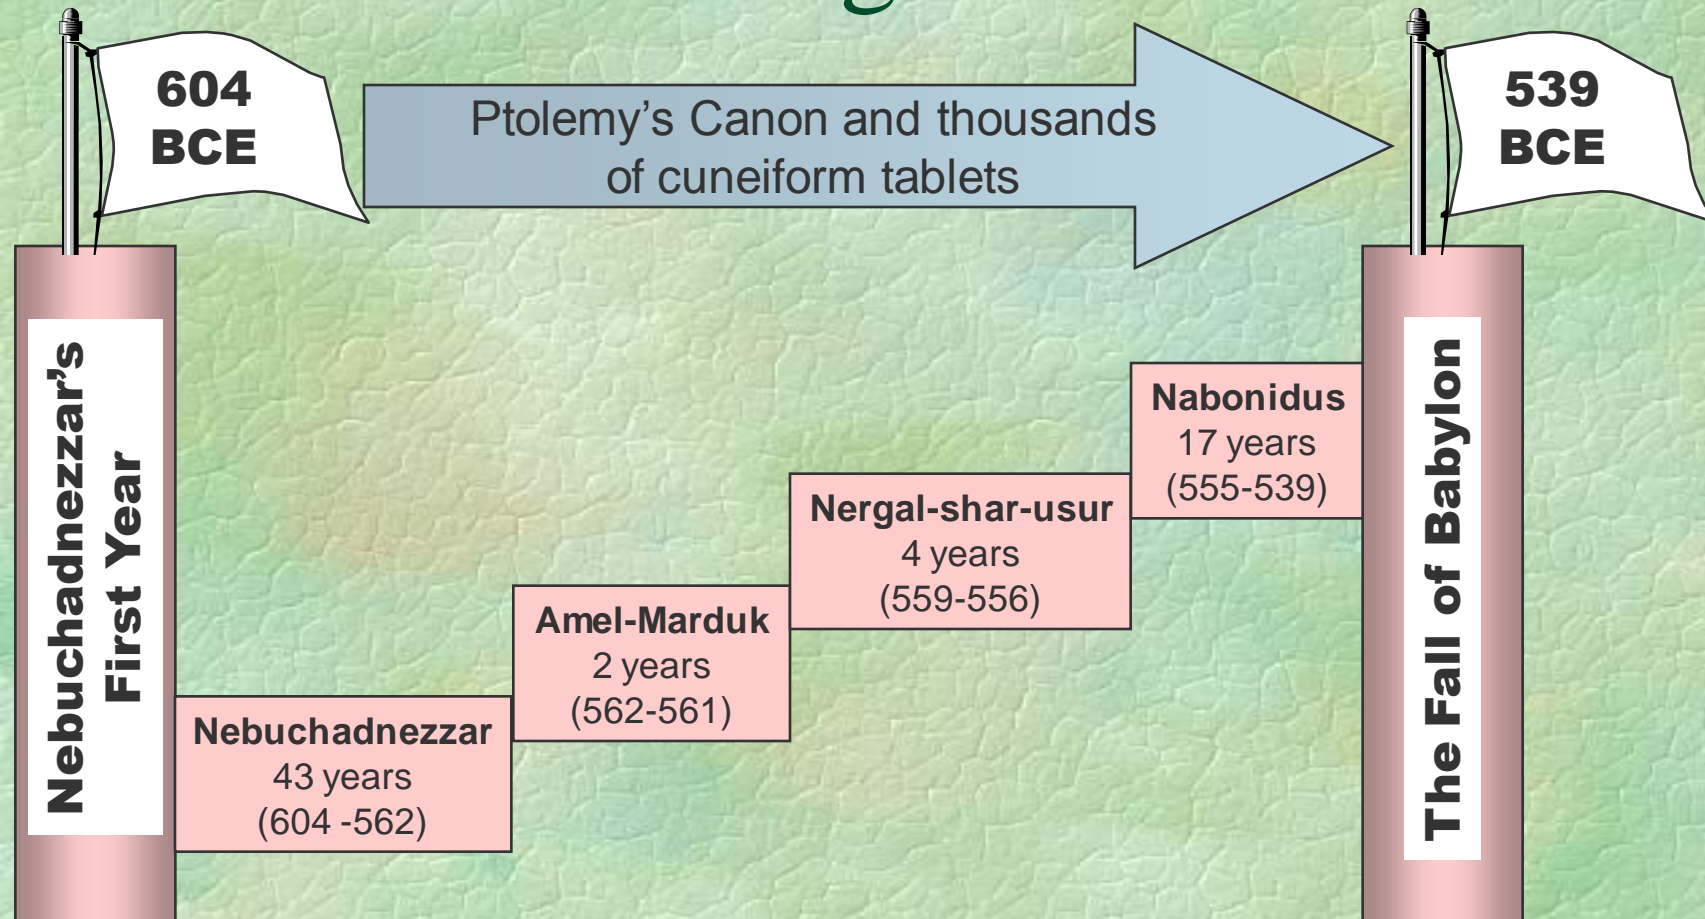 604
BCE
Ptolemy’s Canon and thousands
of cuneiform tablets
539
BCE
Nebuchadnezzar’s
First Year
Nebuchadnezzar
43 years
(604 -562)
Amel-Marduk
2 years
(562-561)
Nergal-shar-usur
4 years
(559-556)
Nabonidus
17 years
(555-539)
The Fall of Babylon